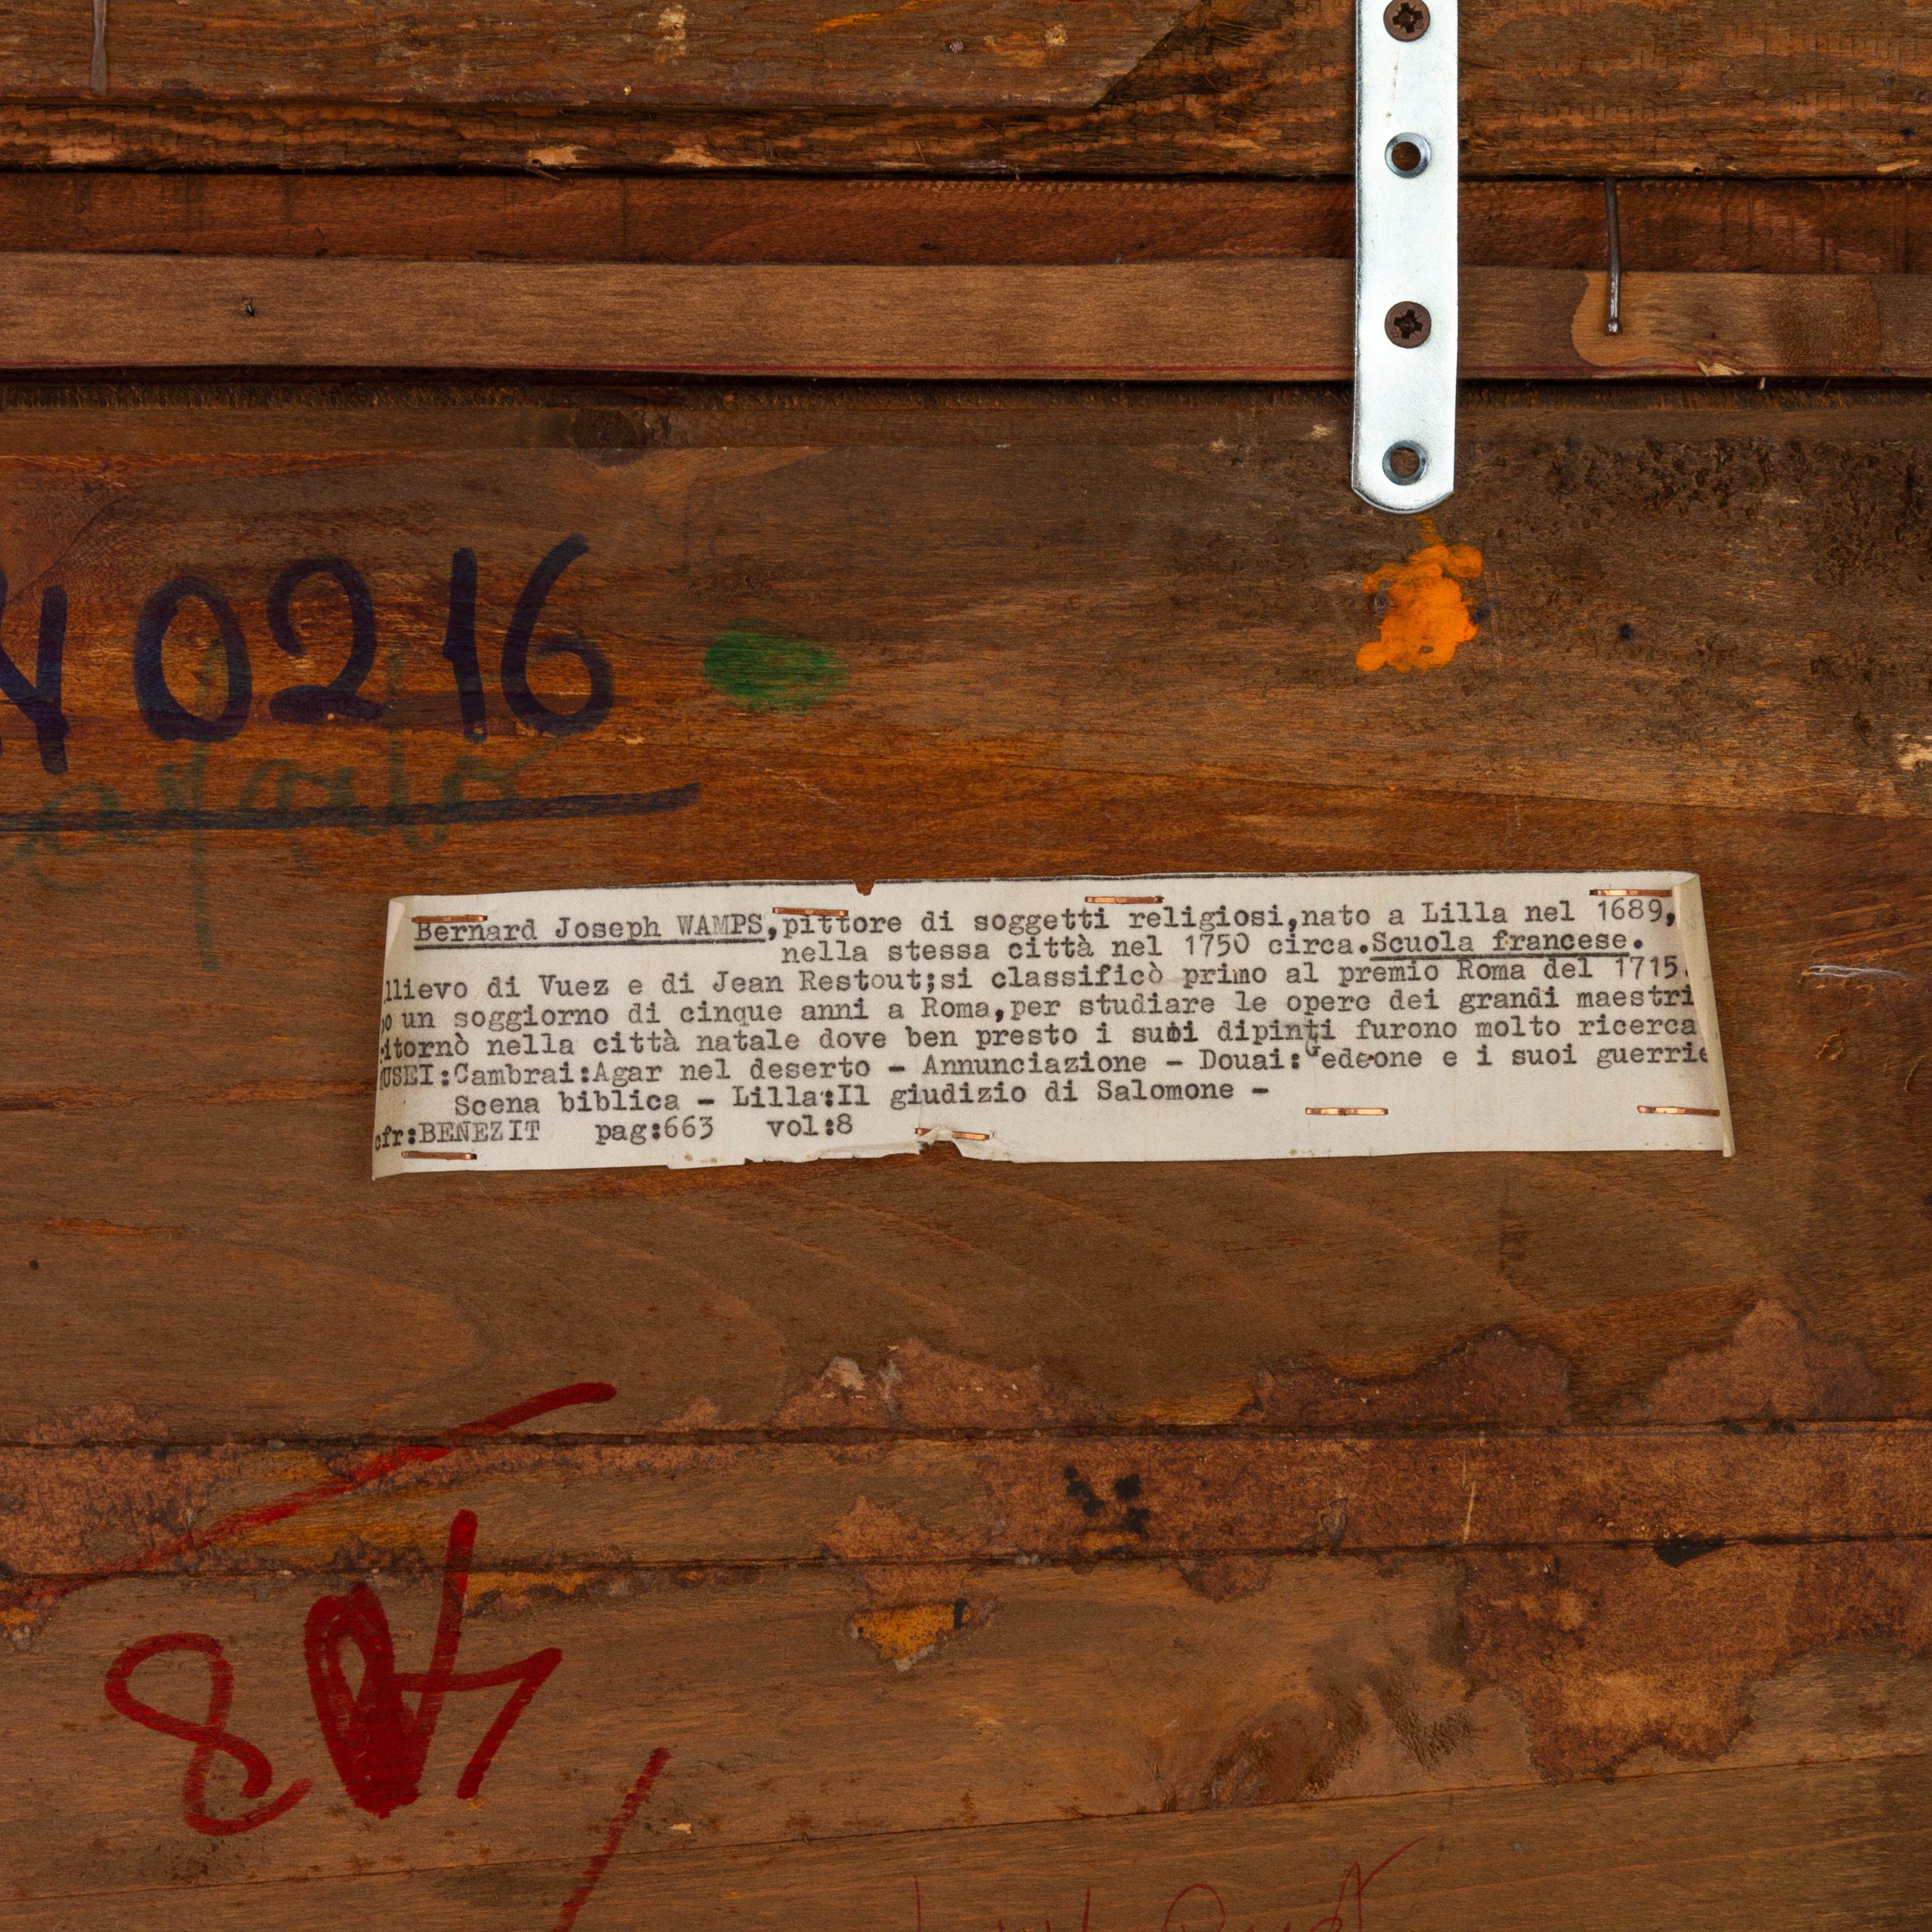 N 0216
Bernard Joseph WAMPS,pittore di soggetti religiosi,nato a Lilla nel 1689,
nella stessa città nel 1750 circa.Scuola francese.
llievo di Vuez e di Jean Restout;si classificò primo al premio Roma del 1715.
po un soggiorno di cinque anni a Roma,per studiare le opere dei grandi maestri
itornò nella città natale dove ben presto i suoi dipinti furono molto ricerca
USEI:Cambrai:Agar nel deserto - Annunciazione - Douai:Gedeone e i suoi guerrie
Scena biblica - Lilla:Il giudizio di Salomone -
cfr:BENEZIT pag:663 vol:8
8